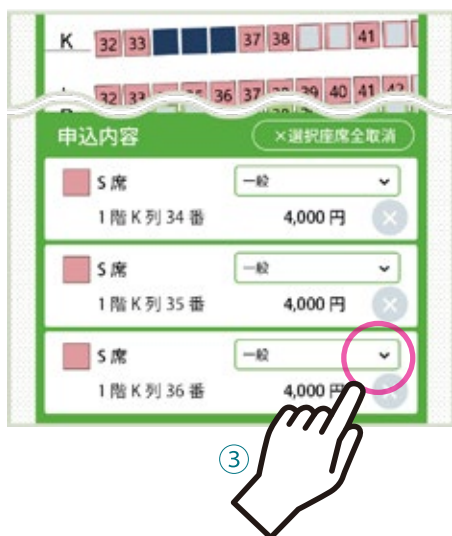 K 32 33 37 38 41
32 33 36 37 39 40 41 42
申込内容 ×選択座席全取消
S席 一般
1階K列34番 4,000円
S席 一般
1階K列35番 4,000円
S席 一般
1階K列36番 4,000円
③